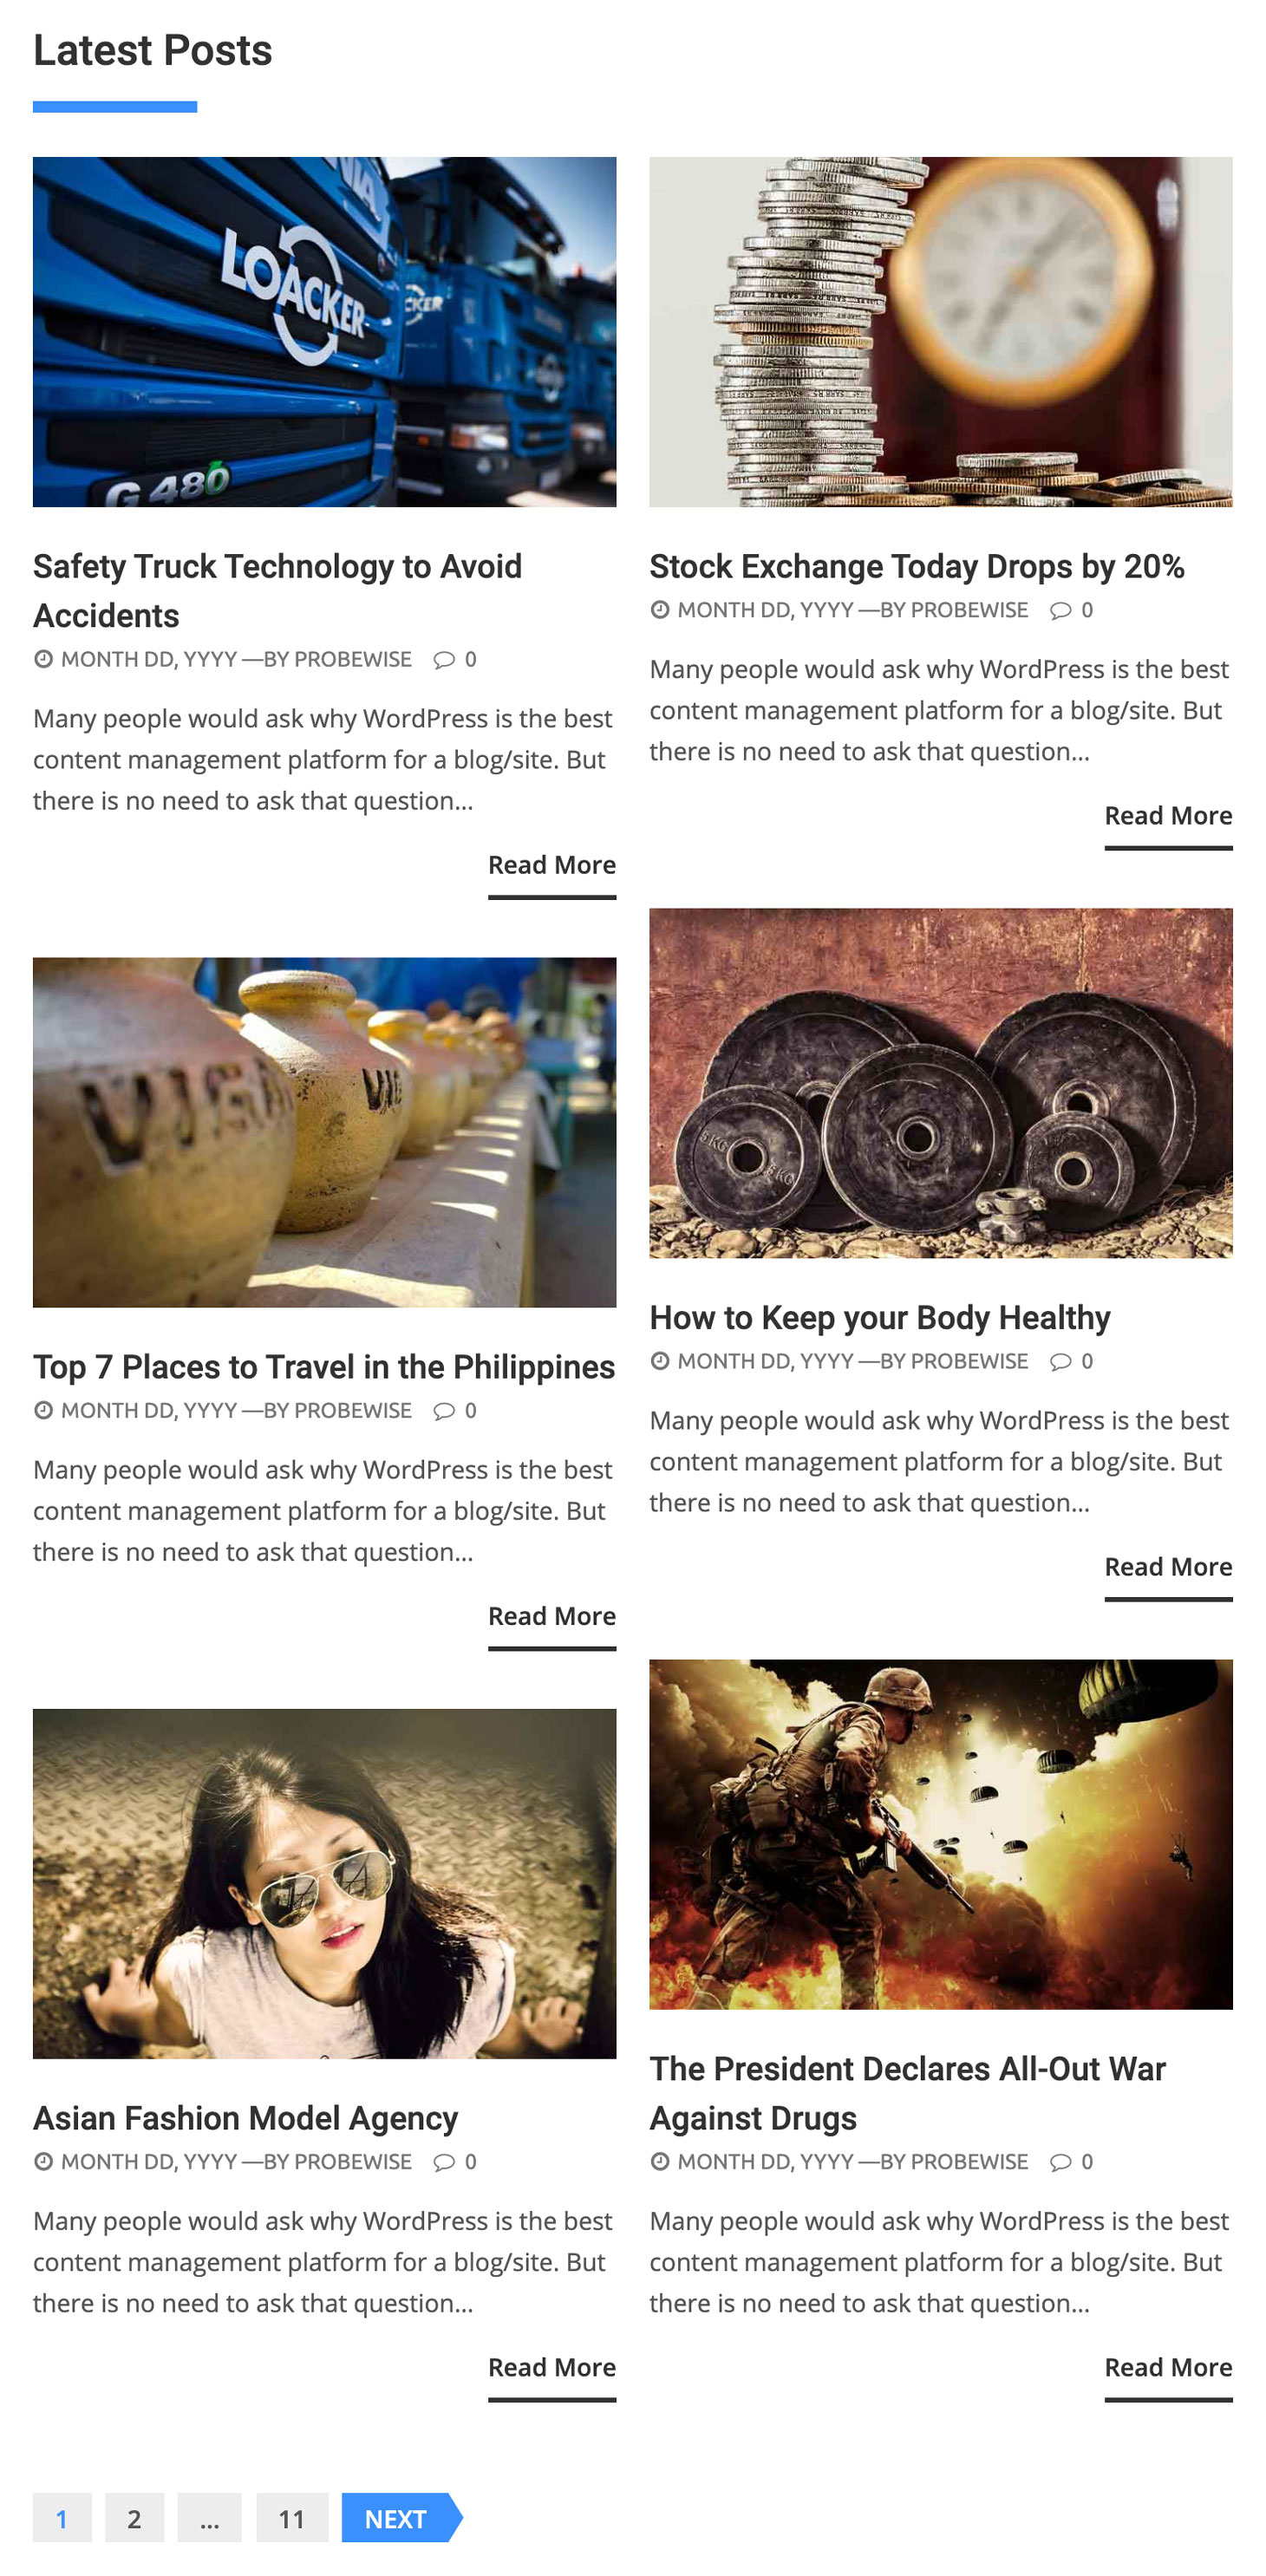 Latest Posts
LOACKER
G 480
Safety Truck Technology to Avoid
Accidents
MONTH DD, YYYY —BY PROBEWISE 0
Many people would ask why WordPress is the best
content management platform for a blog/site. But
there is no need to ask that question...
Read More
Stock Exchange Today Drops by 20%
MONTH DD, YYYY —BY PROBEWISE 0
Many people would ask why WordPress is the best
content management platform for a blog/site. But
there is no need to ask that question...
Read More
Top 7 Places to Travel in the Philippines
MONTH DD, YYYY —BY PROBEWISE 0
Many people would ask why WordPress is the best
content management platform for a blog/site. But
there is no need to ask that question...
Read More
5 KG
5 KG
How to Keep your Body Healthy
MONTH DD, YYYY —BY PROBEWISE 0
Many people would ask why WordPress is the best
content management platform for a blog/site. But
there is no need to ask that question...
Read More
Asian Fashion Model Agency
MONTH DD, YYYY —BY PROBEWISE 0
Many people would ask why WordPress is the best
content management platform for a blog/site. But
there is no need to ask that question...
Read More
The President Declares All-Out War
Against Drugs
MONTH DD, YYYY —BY PROBEWISE 0
Many people would ask why WordPress is the best
content management platform for a blog/site. But
there is no need to ask that question...
Read More
1 2 ... 11 NEXT